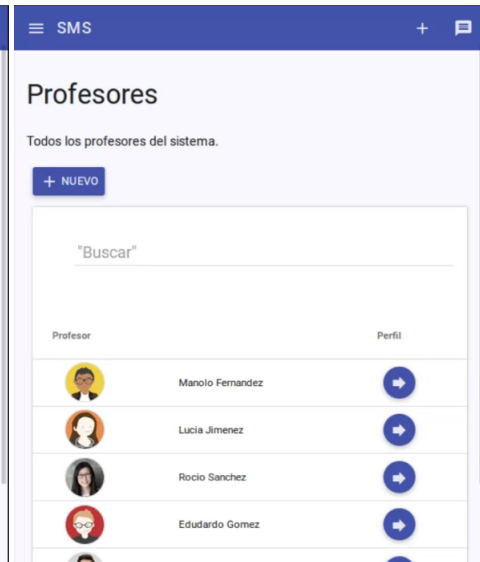 SMS
Profesores
Todos los profesores del sistema.
+ NUEVO
"Buscar"
Profesor Perfil
Manolo Fernandez
Lucia Jimenez
Rocio Sanchez
Edudardo Gomez